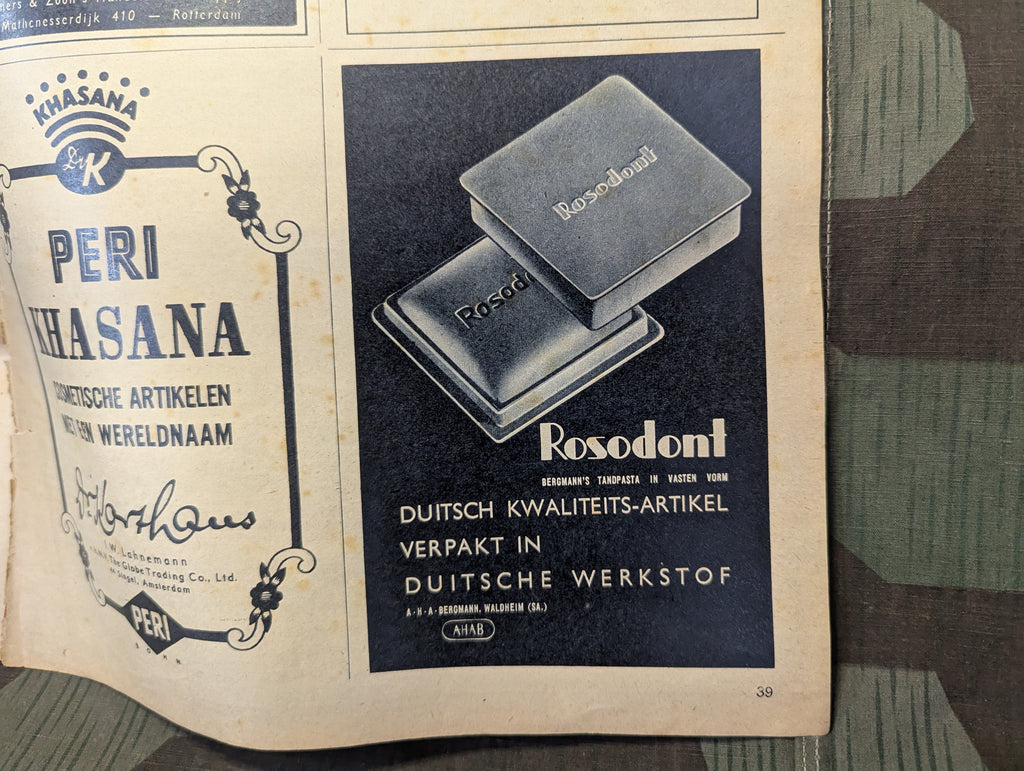 Mathenesserdijk 410 — Rotterdam
KHASANA
Dr K
PERI
KHASANA
COSMETISCHE ARTIKELEN
MET EEN WERELDNAAM
Dr. Korthaus
W. Lahnemann
The Globe Trading Co., Ltd.
Singel, Amsterdam
PERI
Rosodont
Rosodont
Rosodont
BERGMANN'S TANDPASTA IN VASTEN VORM
DUITSCH KWALITEITS-ARTIKEL
VERPAKT IN
DUITSCHE WERKSTOF
A·H·A·BERGMANN, WALDHEIM (SA.)
AHAB
39